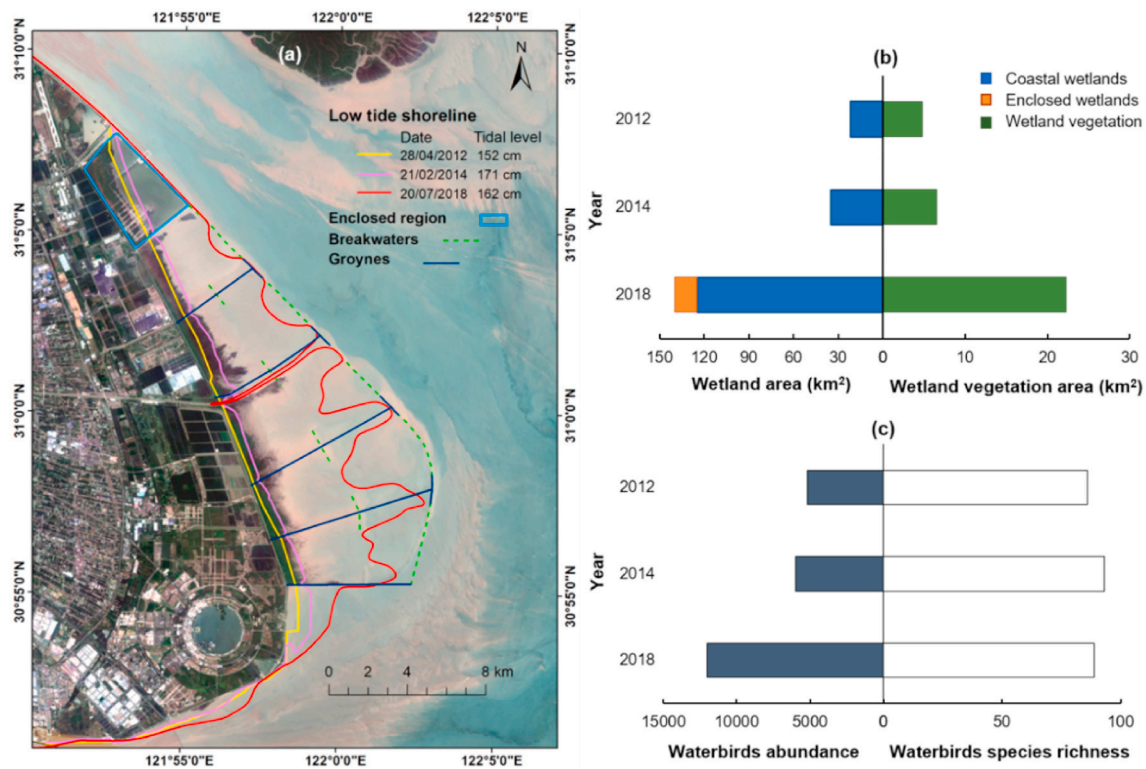 121°55'0"E 122°0'0"E 122°5'0"E
31°10'0"N
31°5'0"N
31°0'0"N
30°55'0"N
(a)
N
Low tide shoreline
Date Tidal level
28/04/2012 152 cm
21/02/2014 171 cm
20/07/2018 162 cm
Enclosed region
Breakwaters
Groynes
0 2 4 8 km
31°10'0"N
31°5'0"N
31°0'0"N
30°55'0"N
121°55'0"E 122°0'0"E 122°5'0"E
(b)
Coastal wetlands
Enclosed wetlands
Wetland vegetation
Year
2012
2014
2018
150 120 90 60 30 0 10 20 30
Wetland area (km²) Wetland vegetation area (km²)
(c)
Year
2012
2014
2018
15000 10000 5000 0 50 100
Waterbirds abundance Waterbirds species richness